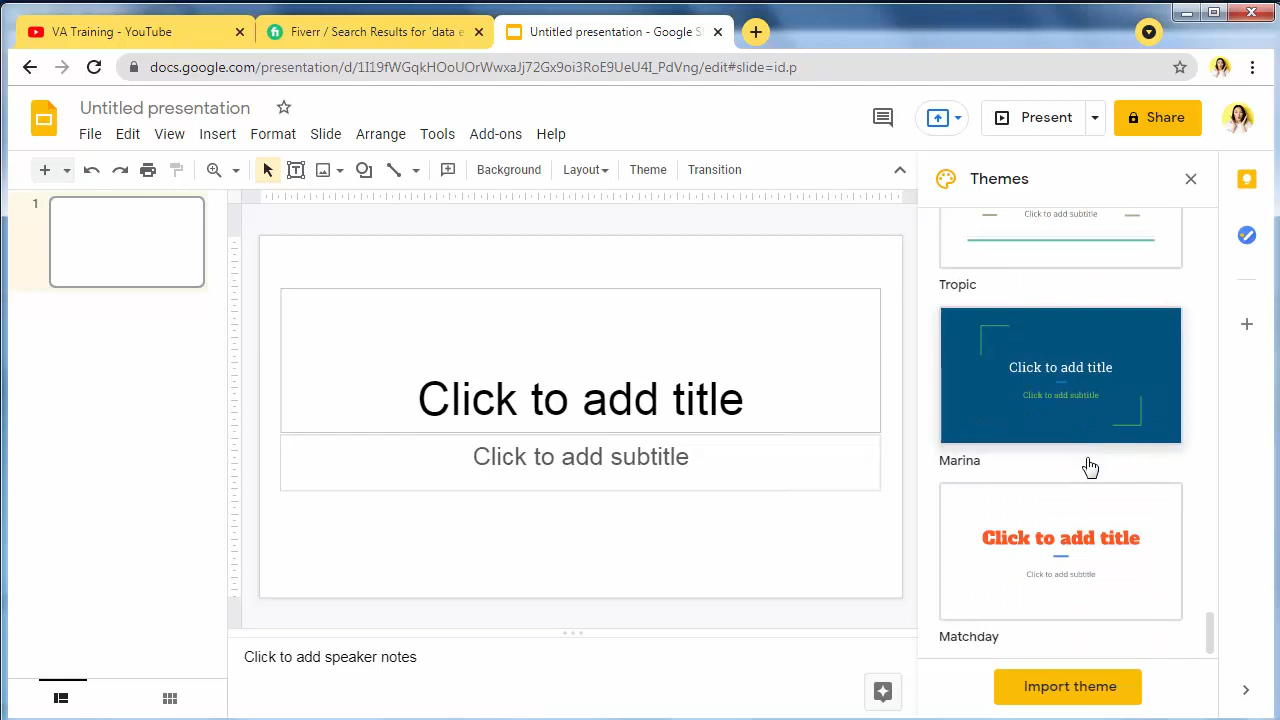 VA Training - YouTube
Fiverr / Search Results for 'data e
Untitled presentation - Google Sl
docs.google.com/presentation/d/1I19fWGqkHOoUOrWwxaJj72Gx9oi3RoE9UeU4I_PdVng/edit#slide=id.p
Untitled presentation
File Edit View Insert Format Slide Arrange Tools Add-ons Help
Present
Share
Background Layout Theme Transition
Themes
1
Click to add title
Click to add subtitle
Click to add speaker notes
Click to add subtitle
Tropic
Click to add title
Click to add subtitle
Marina
Click to add title
Click to add subtitle
Matchday
Import theme